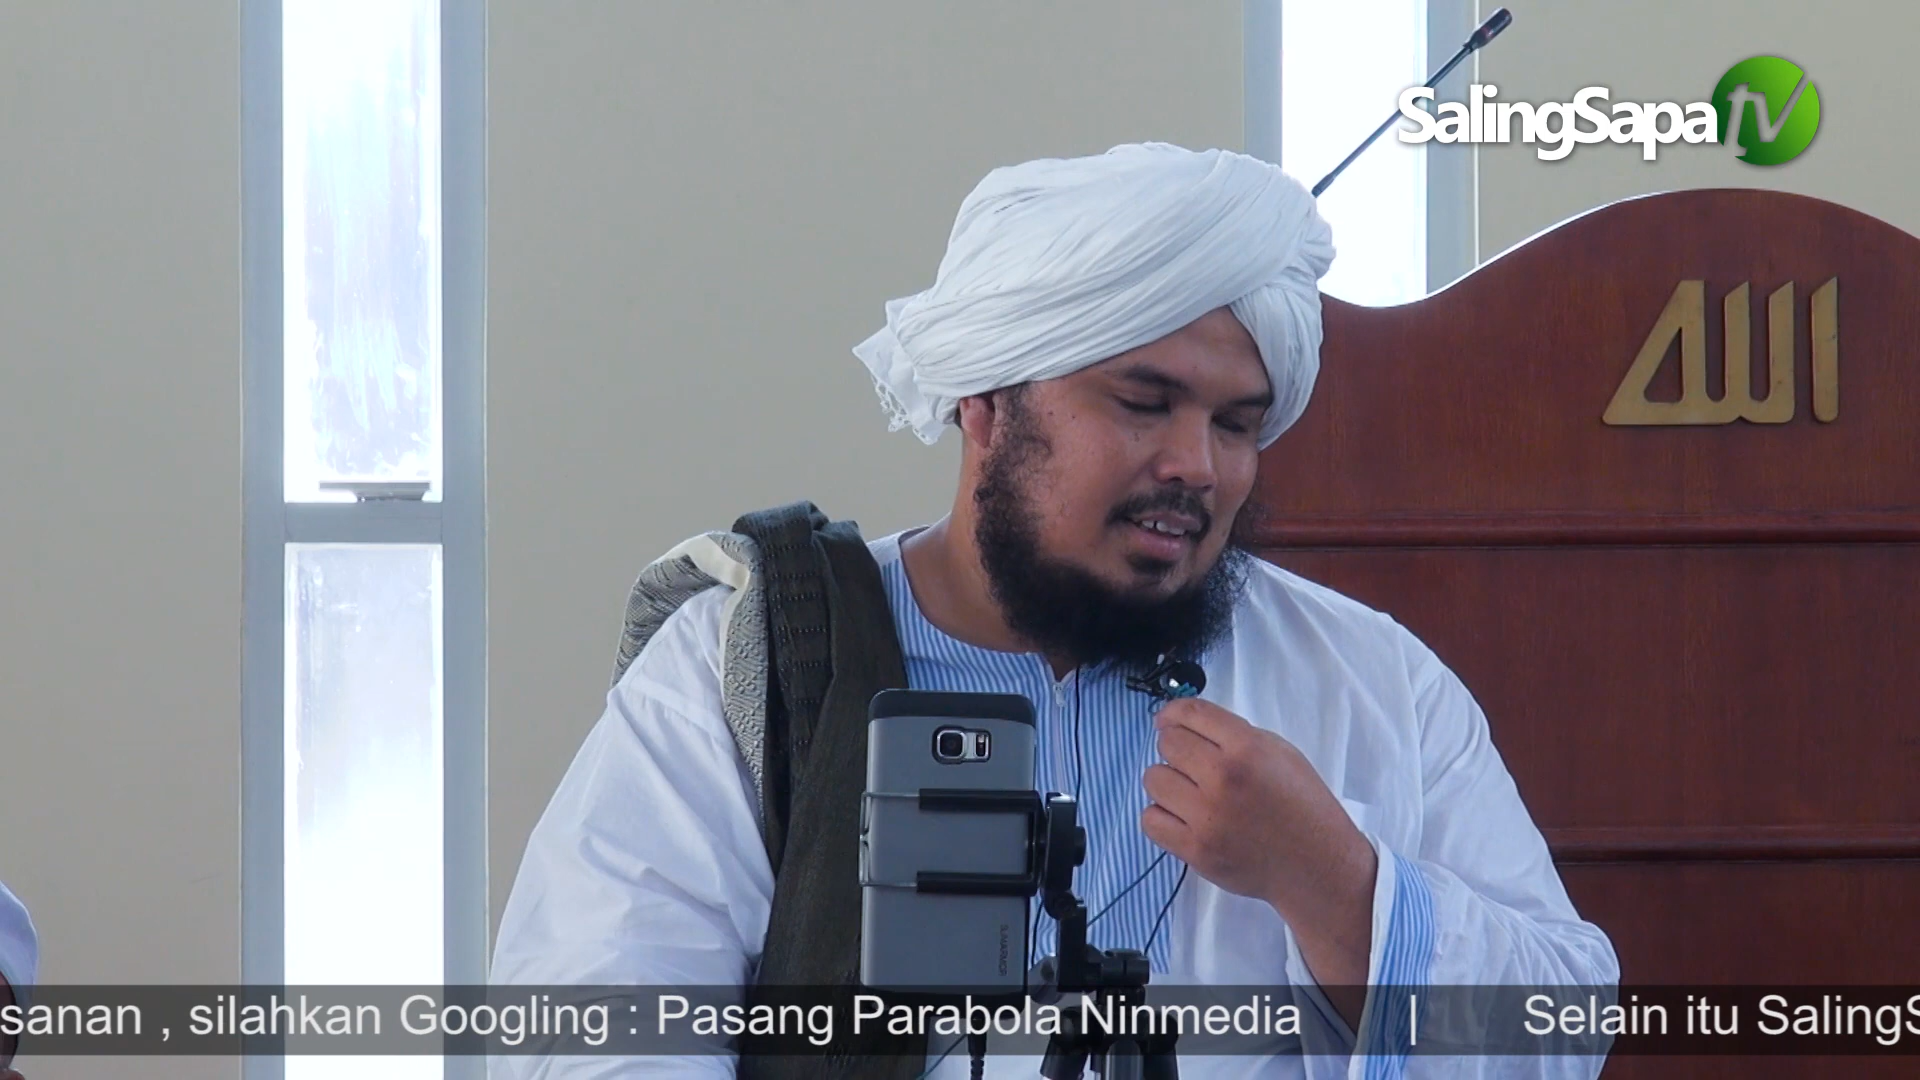 SalingSapa tv
الله
sanan , silahkan Googling : Pasang Parabola Ninmedia | Selain itu SalingS